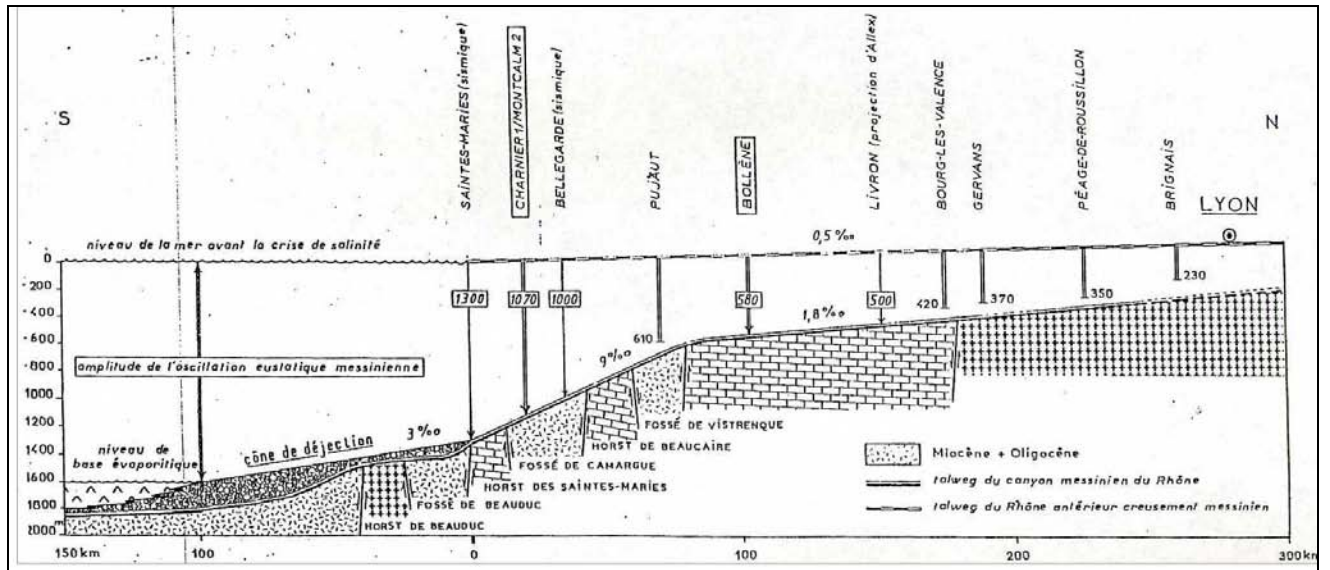 S
N
SAINTES-MARIES (sismique)
CHARNIER 1/MONTCALM 2
BELLEGARDE (sismique)
PUJAUT
BOLLÈNE
LIVRON (projection d'Allex)
BOURG-LES-VALENCE
GERVANS
PÉAGE-DE-ROUSSILLON
BRIGNAIS
LYON
niveau de la mer avant la crise de salinité
0,5 ‰
0
- 200
- 400
- 600
- 800
1000
1200
1400
1600
1800
2000
m
1300
1070
1000
610
580
500
420
370
350
230
1,8 ‰
9 ‰
3 ‰
amplitude de l'oscillation eustatique messinienne
cône de déjection
niveau de
base évaporitique
FOSSÉ DE VISTRENQUE
HORST DE BEAUCAIRE
FOSSÉ DE CAMARGUE
HORST DES SAINTES-MARIES
FOSSÉ DE BEAUDUC
HORST DE BEAUDUC
Miocène + Oligocène
talweg du canyon messinien du Rhône
talweg du Rhône antérieur creusement messinien
150 km
100
0
100
200
300 km